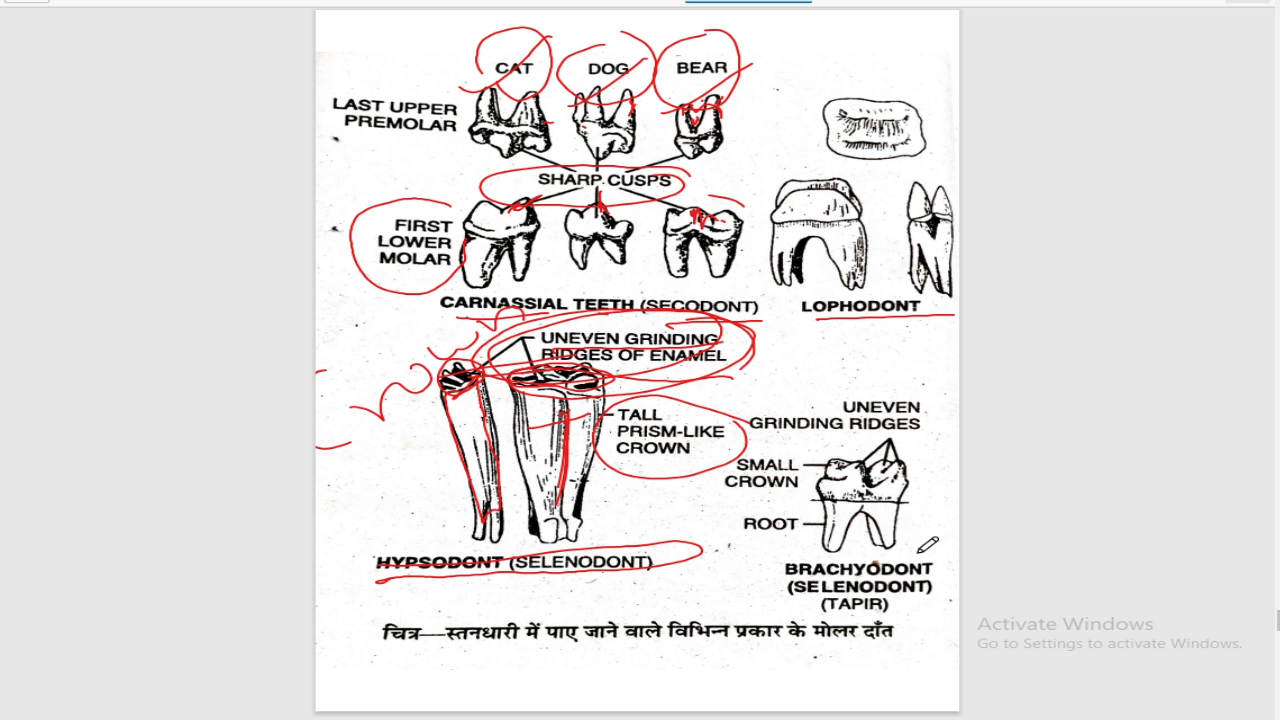 CAT DOG BEAR
LAST UPPER
PREMOLAR
SHARP CUSPS
FIRST
LOWER
MOLAR
CARNASSIAL TEETH (SECODONT)
LOPHODONT
UNEVEN GRINDING
RIDGES OF ENAMEL
TALL
PRISM-LIKE
CROWN
UNEVEN
GRINDING RIDGES
SMALL
CROWN
ROOT
HYPSODONT (SELENODONT)
BRACHYODONT
(SELENODONT)
(TAPIR)
चित्र—स्तनधारी में पाए जाने वाले विभिन्न प्रकार के मोलर दाँत
Activate Windows
Go to Settings to activate Windows.